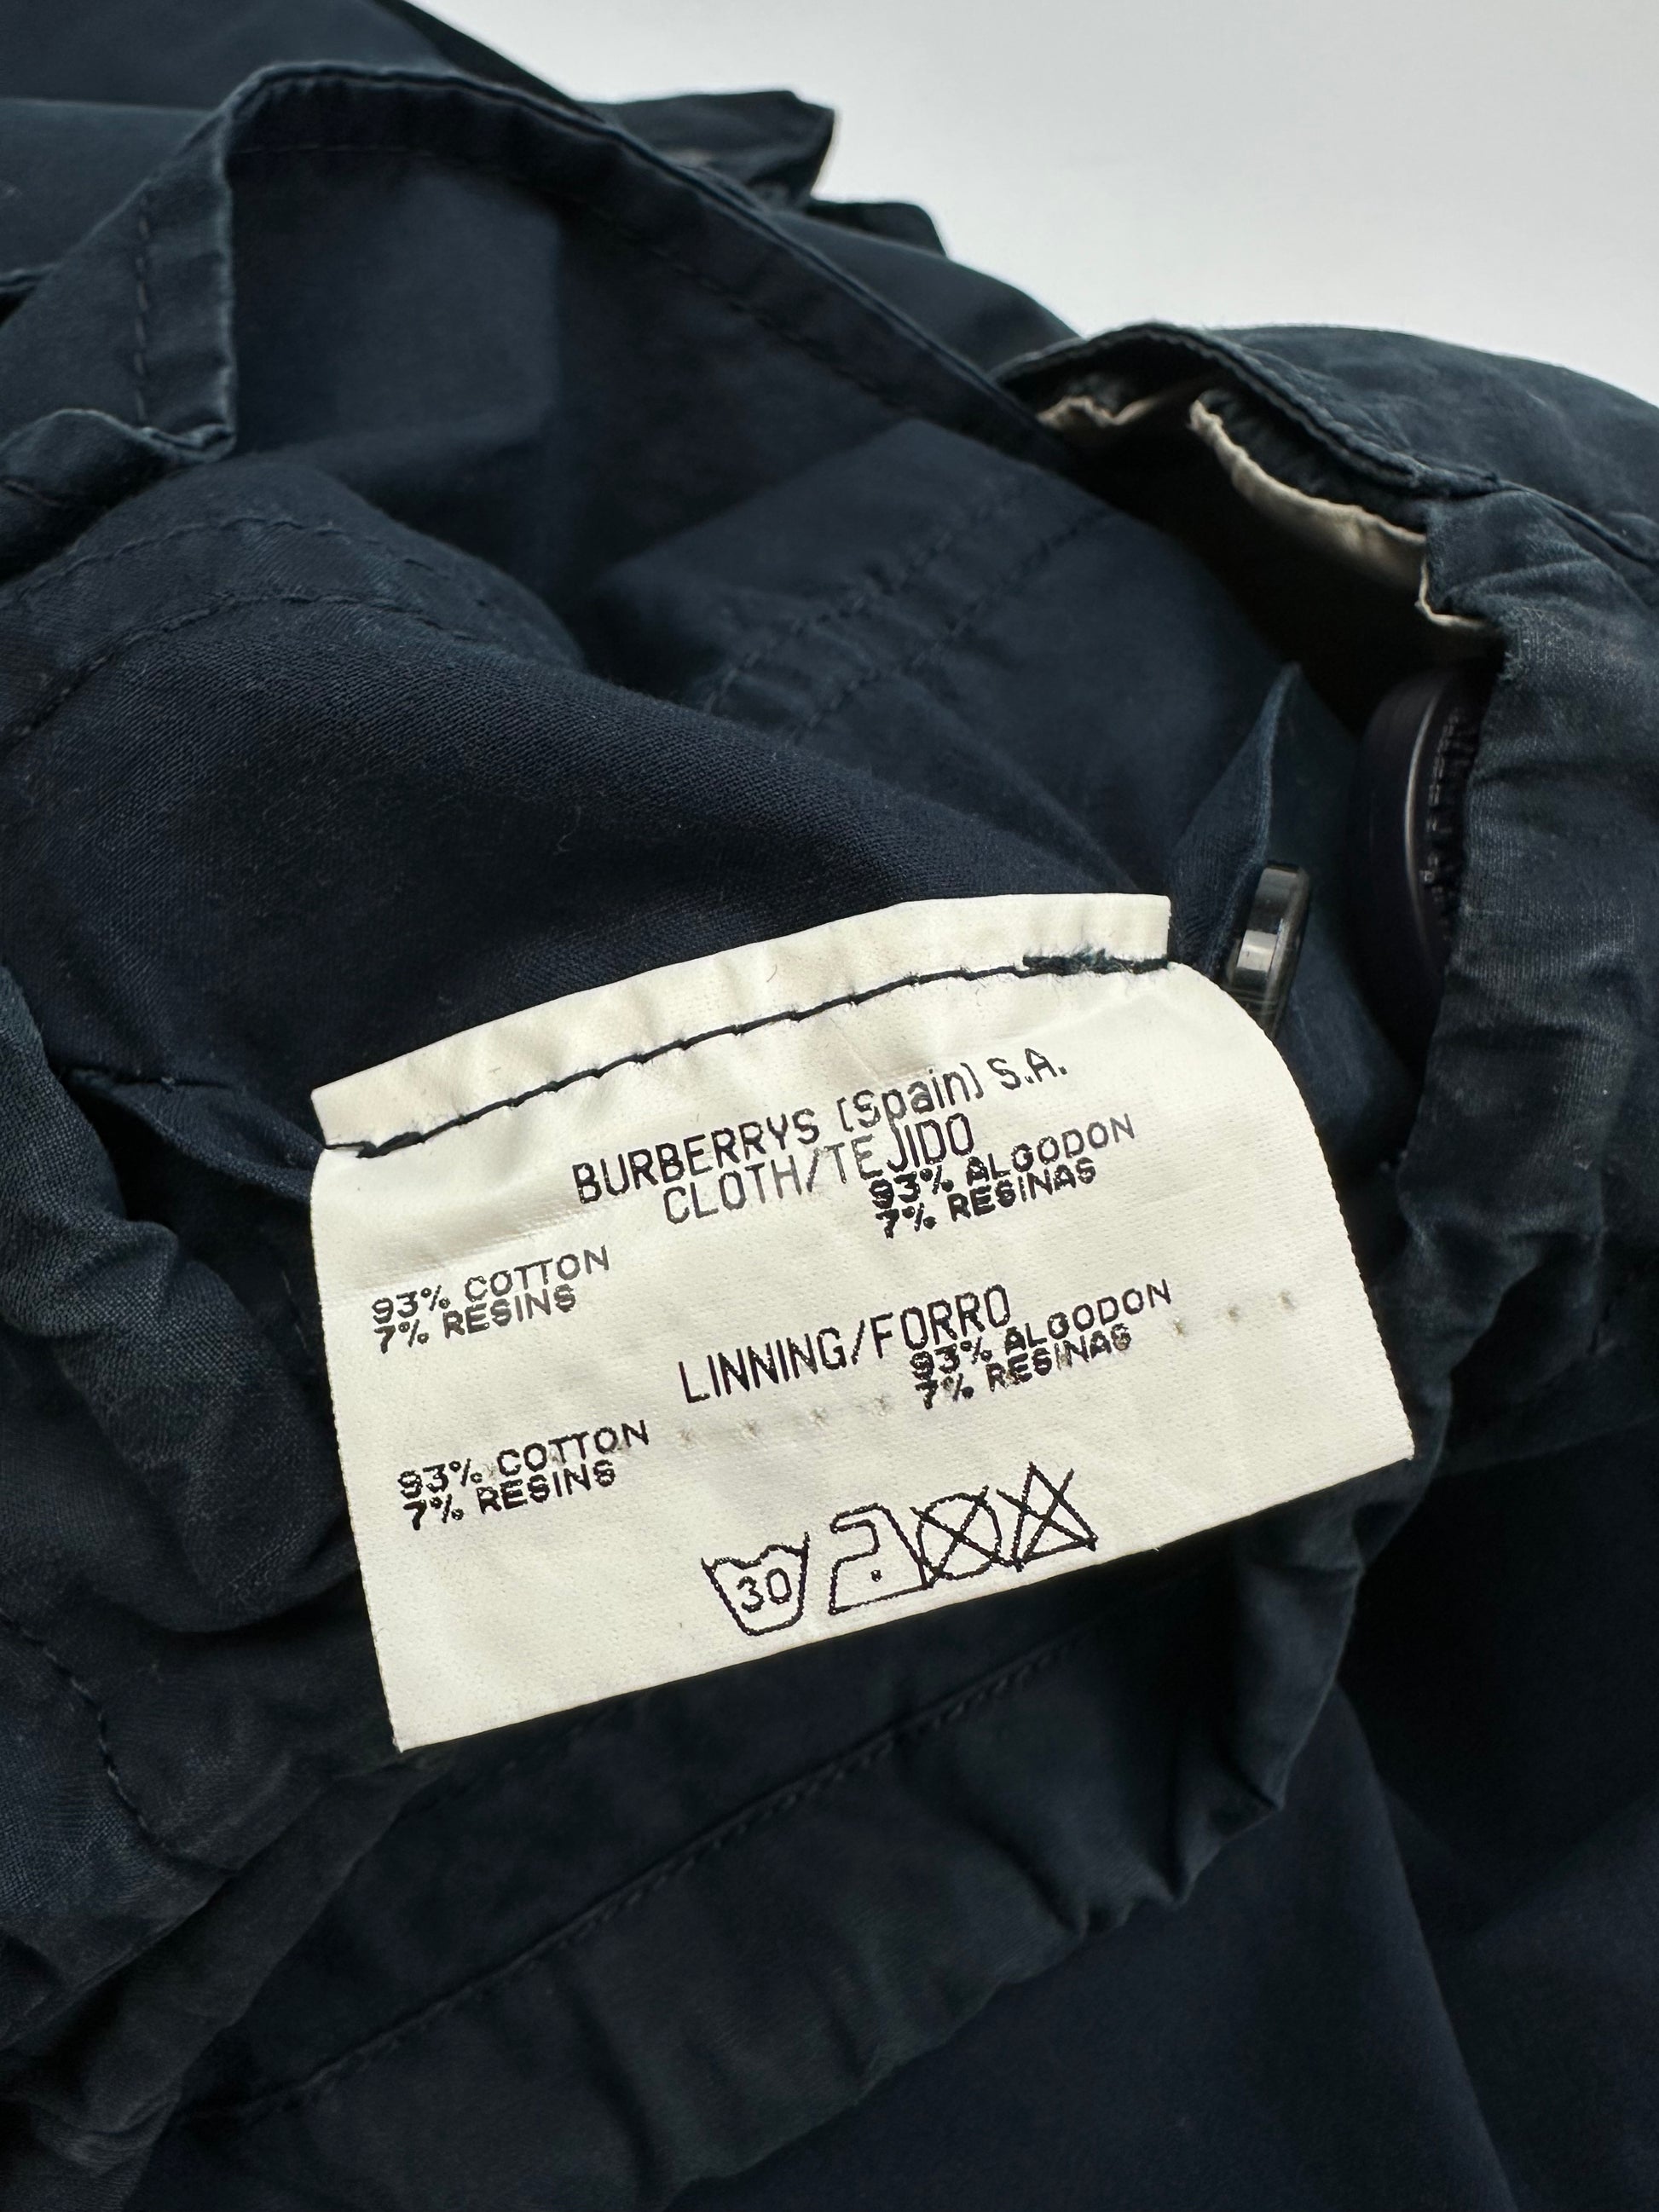 BURBERRYS (Spain) S.A.
CLOTH/TEJIDO
93% COTTON
7% RESINS
93% ALGODON
7% RESINAS
LINNING/FORRO
93% COTTON
7% RESINS
93% ALGODON
7% RESINAS
30